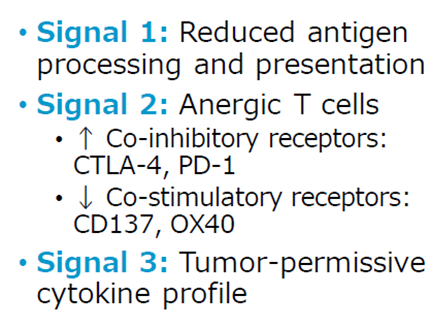 • Signal 1: Reduced antigen
processing and presentation
• Signal 2: Anergic T cells
• ↑ Co-inhibitory receptors:
CTLA-4, PD-1
• ↓ Co-stimulatory receptors:
CD137, OX40
• Signal 3: Tumor-permissive
cytokine profile